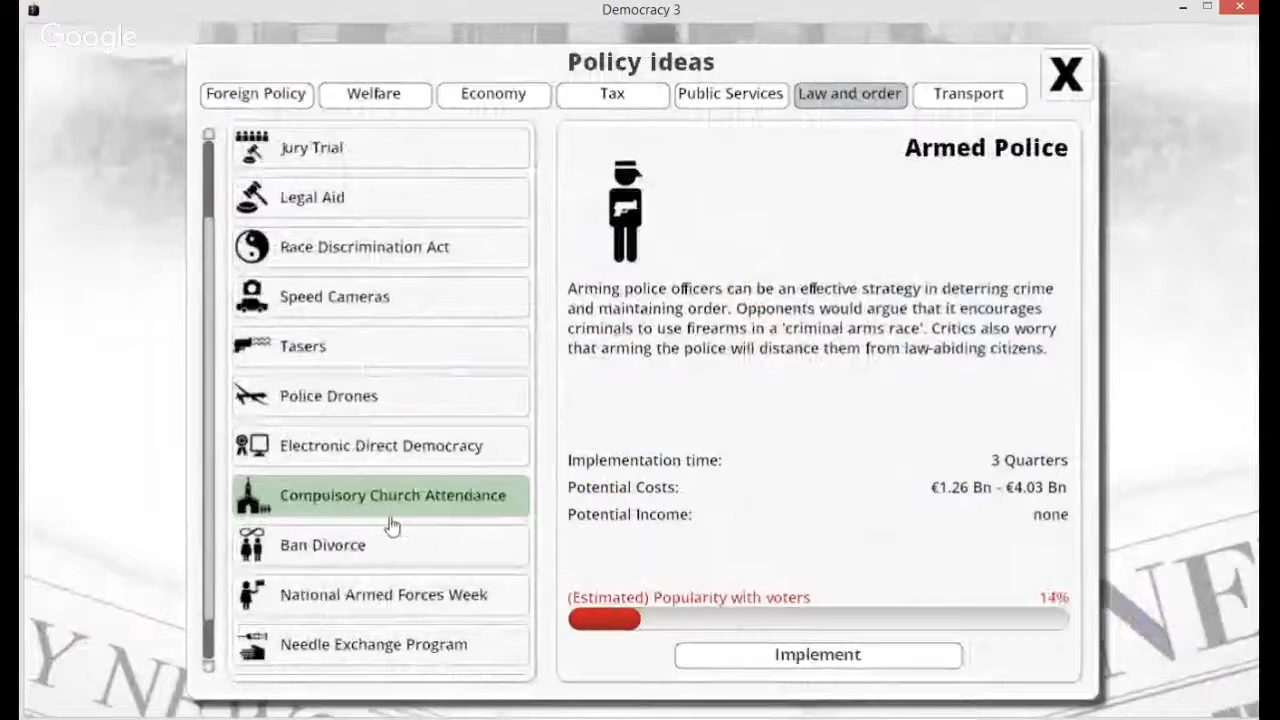 Democracy 3
Google
Policy ideas
X
Foreign Policy
Welfare
Economy
Tax
Public Services
Law and order
Transport
Jury Trial
Legal Aid
Race Discrimination Act
Speed Cameras
Tasers
Police Drones
Electronic Direct Democracy
Compulsory Church Attendance
Ban Divorce
National Armed Forces Week
Needle Exchange Program
Armed Police
Arming police officers can be an effective strategy in deterring crime
and maintaining order. Opponents would argue that it encourages
criminals to use firearms in a 'criminal arms race'. Critics also worry
that arming the police will distance them from law-abiding citizens.
Implementation time: 3 Quarters
Potential Costs: €1.26 Bn - €4.03 Bn
Potential Income: none
(Estimated) Popularity with voters 14%
Implement